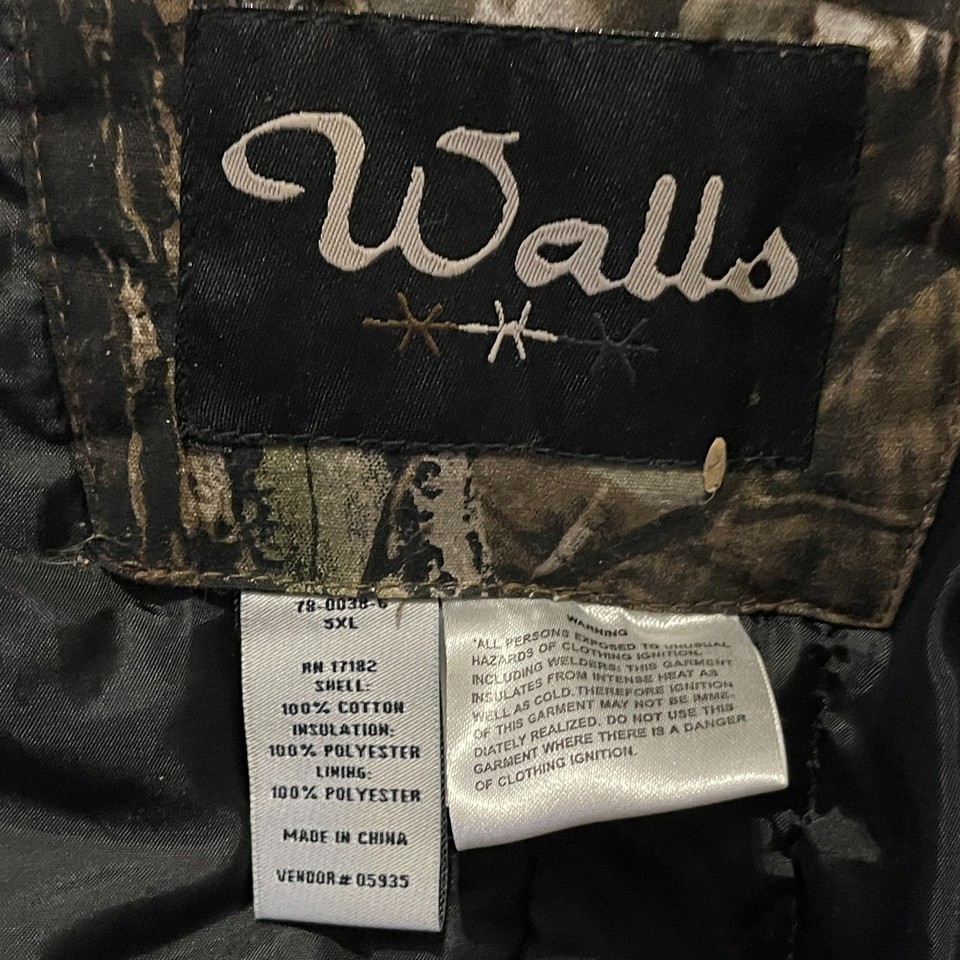 Walls
78-0038-6
5XL
RN 17182
SHELL:
100% COTTON
INSULATION:
100% POLYESTER
LINING:
100% POLYESTER
MADE IN CHINA
VENDOR# 05935
WARNING
"ALL PERSONS EXPOSED TO UNUSUAL
HAZARDS OF CLOTHING IGNITION,
INCLUDING WELDERS: THIS GARMENT
INSULATES FROM INTENSE HEAT AS
WELL AS COLD.THEREFORE IGNITION
OF THIS GARMENT MAY NOT BE IMME-
DIATELY REALIZED. DO NOT USE THIS
GARMENT WHERE THERE IS A DANGER
OF CLOTHING IGNITION.